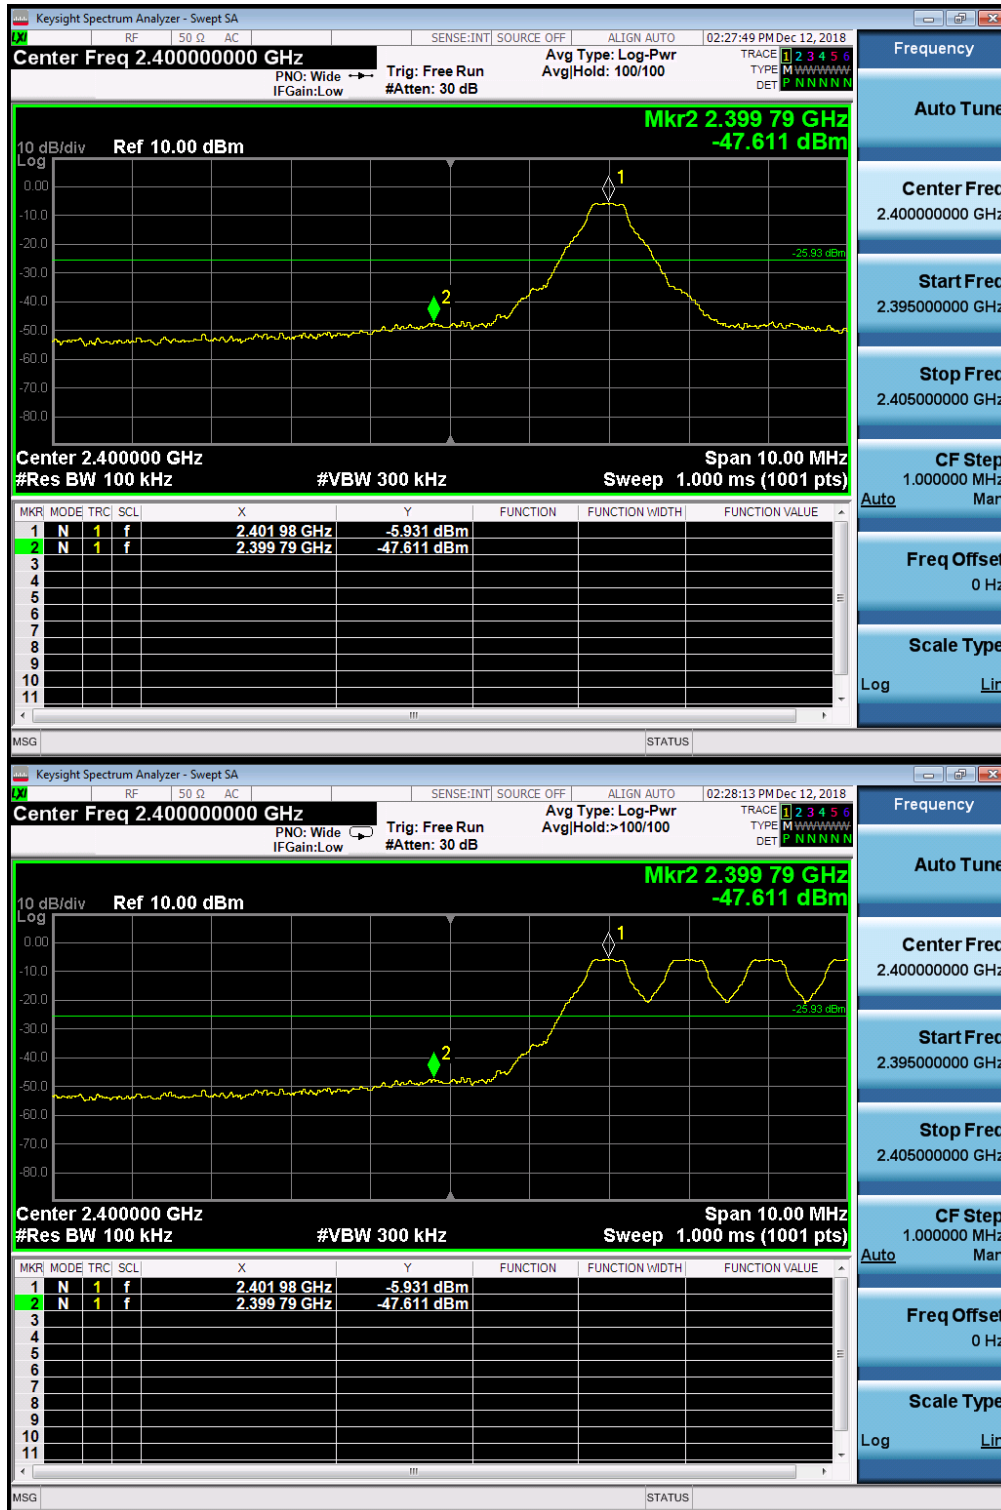 Keysight Spectrum Analyzer - Swept SA
LXI RF 50 Ω AC SENSE:INT SOURCE OFF ALIGN AUTO 02:27:49 PM Dec 12, 2018
Center Freq 2.400000000 GHz
PNO: Wide
IFGain:Low
Trig: Free Run
#Atten: 30 dB
Avg Type: Log-Pwr
Avg|Hold: 100/100
TRACE 1 2 3 4 5 6
TYPE M WWWWW
DET P N N N N N
Mkr2 2.399 79 GHz
-47.611 dBm
10 dB/div Ref 10.00 dBm
Log
0.00
-10.0
-20.0
-30.0
-40.0
-50.0
-60.0
-70.0
-80.0
1
2
-25.93 dBm
Center 2.400000 GHz Span 10.00 MHz
#Res BW 100 kHz #VBW 300 kHz Sweep 1.000 ms (1001 pts)
MKR MODE TRC SCL X Y FUNCTION FUNCTION WIDTH FUNCTION VALUE
1 N 1 f 2.401 98 GHz -5.931 dBm
2 N 1 f 2.399 79 GHz -47.611 dBm
3
4
5
6
7
8
9
10
11
MSG STATUS
Frequency
Auto Tune
Center Freq
2.400000000 GHz
Start Freq
2.395000000 GHz
Stop Freq
2.405000000 GHz
CF Step
1.000000 MHz
Auto Man
Freq Offset
0 Hz
Scale Type
Log Lin
Keysight Spectrum Analyzer - Swept SA
LXI RF 50 Ω AC SENSE:INT SOURCE OFF ALIGN AUTO 02:28:13 PM Dec 12, 2018
Center Freq 2.400000000 GHz
PNO: Wide
IFGain:Low
Trig: Free Run
#Atten: 30 dB
Avg Type: Log-Pwr
Avg|Hold:>100/100
TRACE 1 2 3 4 5 6
TYPE M WWWWW
DET P N N N N N
Mkr2 2.399 79 GHz
-47.611 dBm
10 dB/div Ref 10.00 dBm
Log
0.00
-10.0
-20.0
-30.0
-40.0
-50.0
-60.0
-70.0
-80.0
1
2
-25.93 dBm
Center 2.400000 GHz Span 10.00 MHz
#Res BW 100 kHz #VBW 300 kHz Sweep 1.000 ms (1001 pts)
MKR MODE TRC SCL X Y FUNCTION FUNCTION WIDTH FUNCTION VALUE
1 N 1 f 2.401 98 GHz -5.931 dBm
2 N 1 f 2.399 79 GHz -47.611 dBm
3
4
5
6
7
8
9
10
11
MSG STATUS
Frequency
Auto Tune
Center Freq
2.400000000 GHz
Start Freq
2.395000000 GHz
Stop Freq
2.405000000 GHz
CF Step
1.000000 MHz
Auto Man
Freq Offset
0 Hz
Scale Type
Log Lin